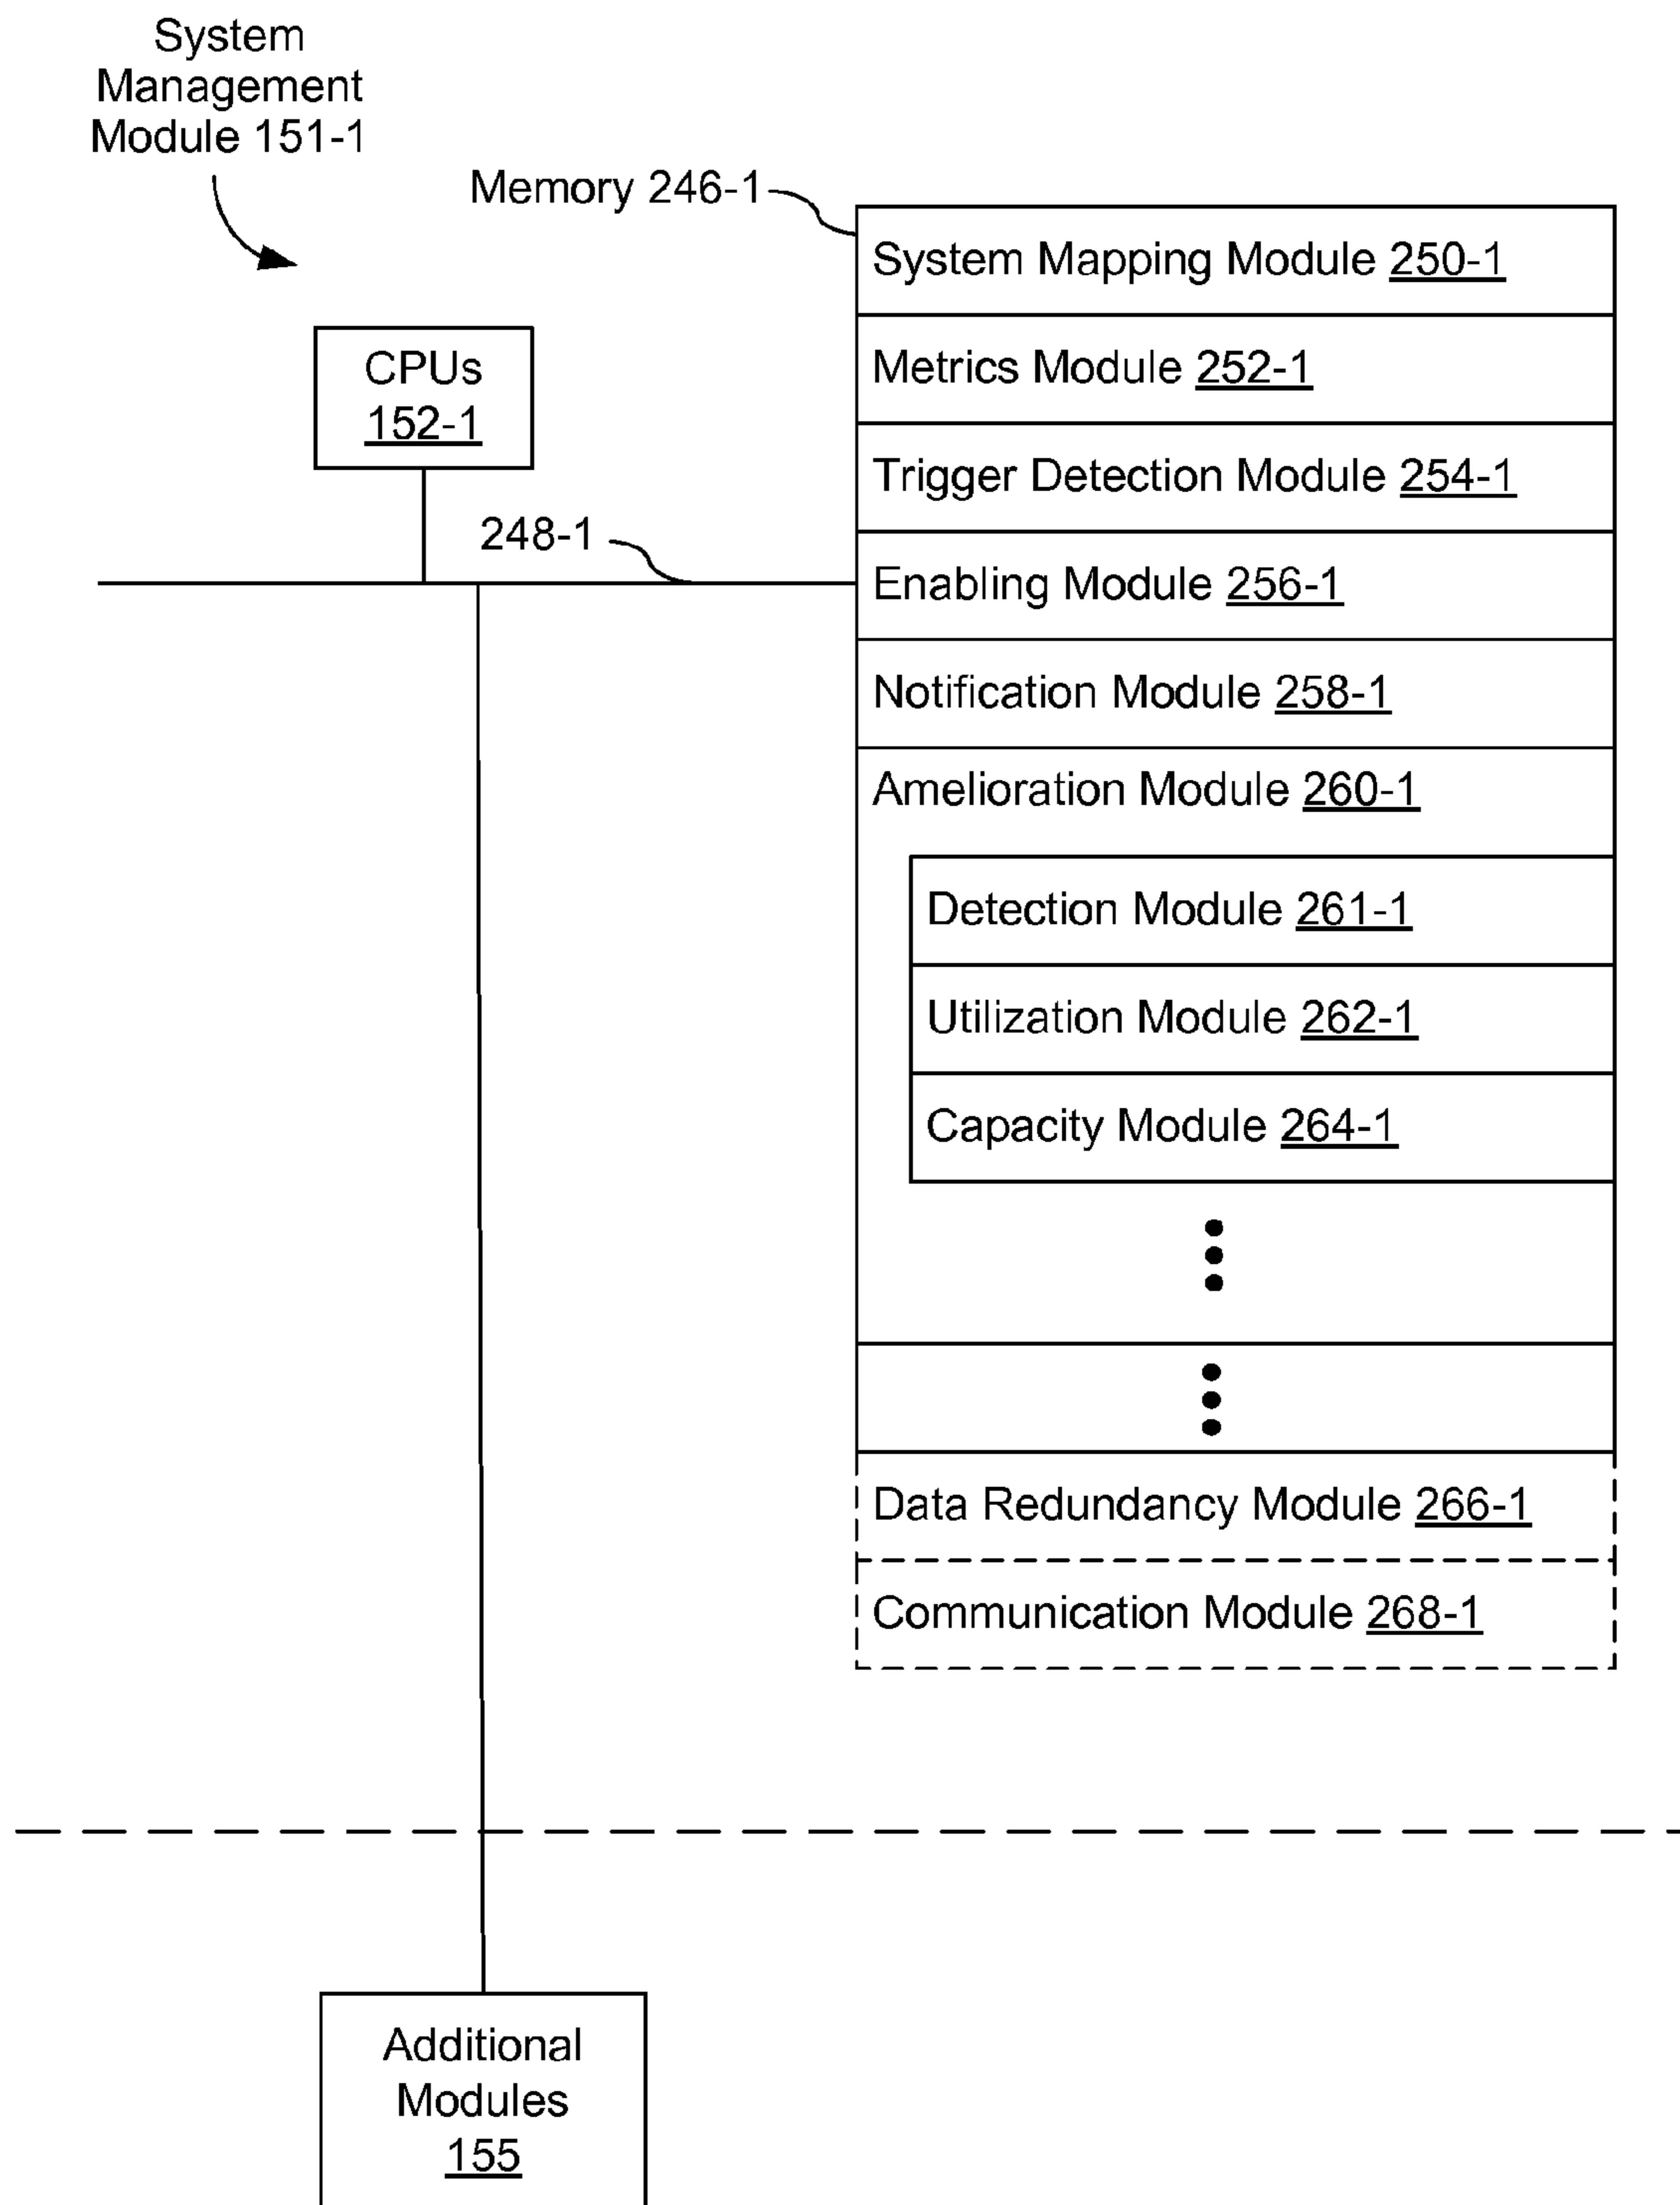 System
Management
Module 151-1
Memory 246-1
System Mapping Module 250-1
CPUs
152-1
Metrics Module 252-1
Trigger Detection Module 254-1
248-1
Enabling Module 256-1
Notification Module 258-1
Amelioration Module 260-1
Detection Module 261-1
Utilization Module 262-1
Capacity Module 264-1
Data Redundancy Module 266-1
Communication Module 268-1
Additional
Modules
155